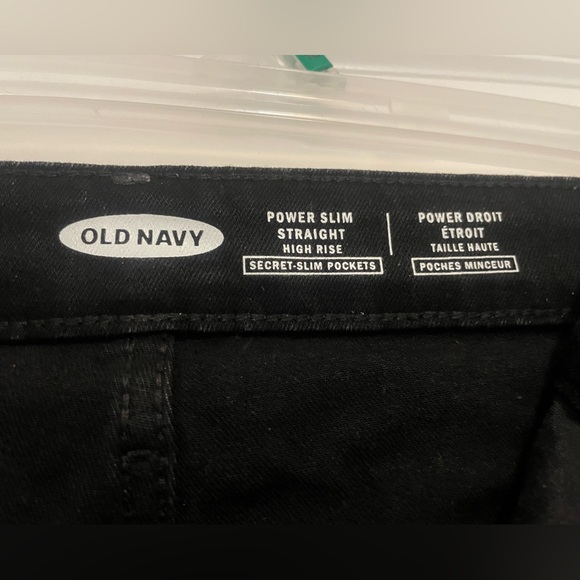 OLD NAVY
POWER SLIM
STRAIGHT
HIGH RISE
SECRET-SLIM POCKETS
POWER DROIT
ÉTROIT
TAILLE HAUTE
POCHES MINCEUR